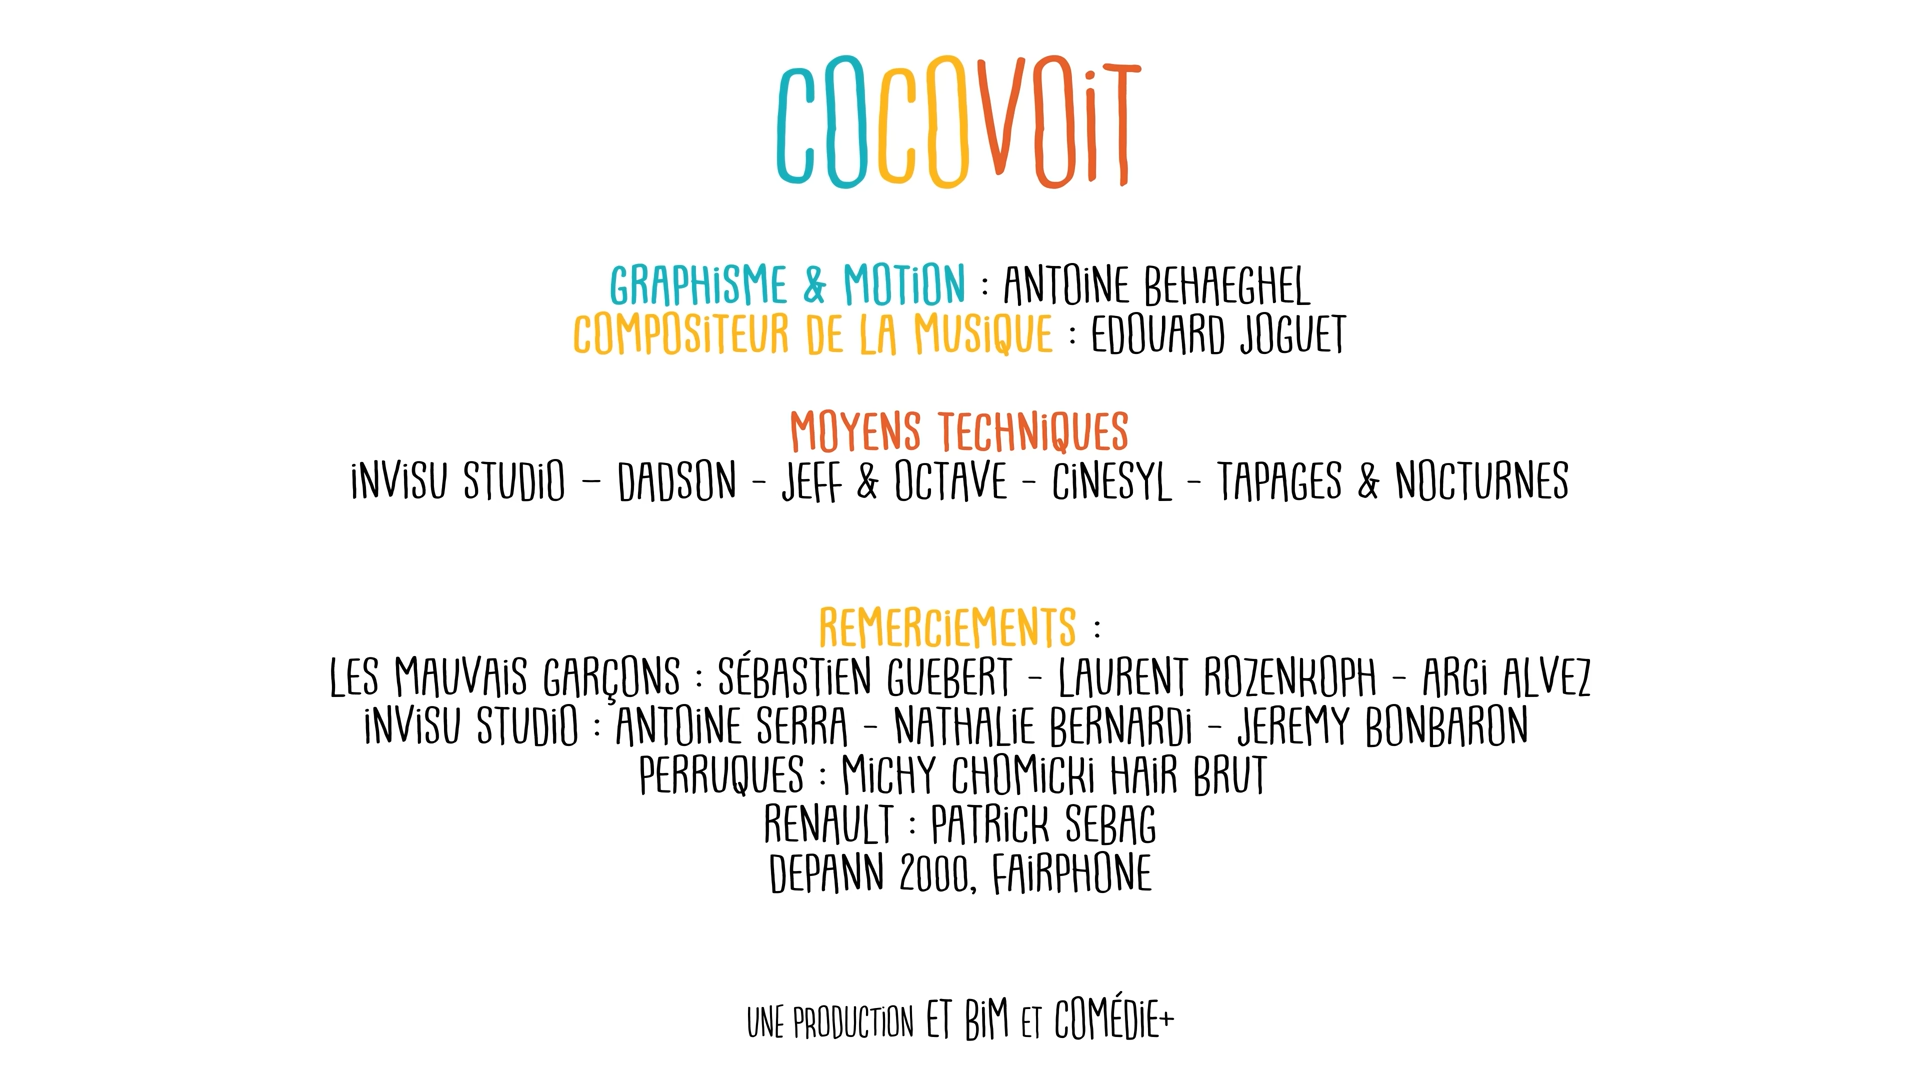 COCOVOiT
GRAPHiSME & MOTiON : ANTOiNE BEHAEGHEL
COMPOSiTEUR DE LA MUSiQUE : EDOUARD JOGUET
MOYENS TECHNiQUES
iNViSU STUDiO – DADSON - JEFF & OCTAVE - CiNESYL - TAPAGES & NOCTURNES
REMERCiEMENTS :
LES MAUVAiS GARÇONS : SÉBASTiEN GUEBERT - LAURENT ROZENKOPH - ARGi ALVEZ
iNViSU STUDiO : ANTOiNE SERRA - NATHALiE BERNARDi - JEREMY BONBARON
PERRUQUES : MiCHY CHOMiCKi HAiR BRUT
RENAULT : PATRiCK SEBAG
DEPANN 2000, FAiRPHONE
UNE PRODUCTiON ET BiM ET COMÉDiE+